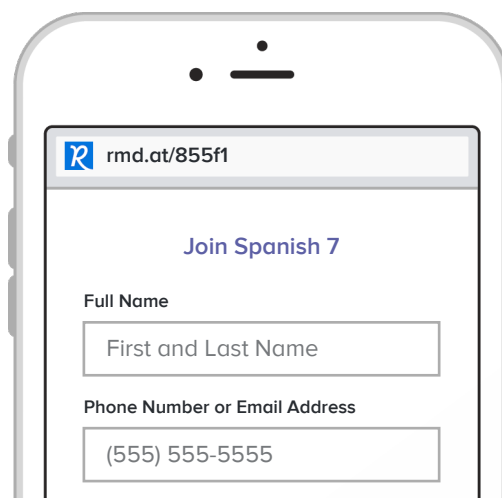 rmd.at/855f1
Join Spanish 7
Full Name
First and Last Name
Phone Number or Email Address
(555) 555-5555